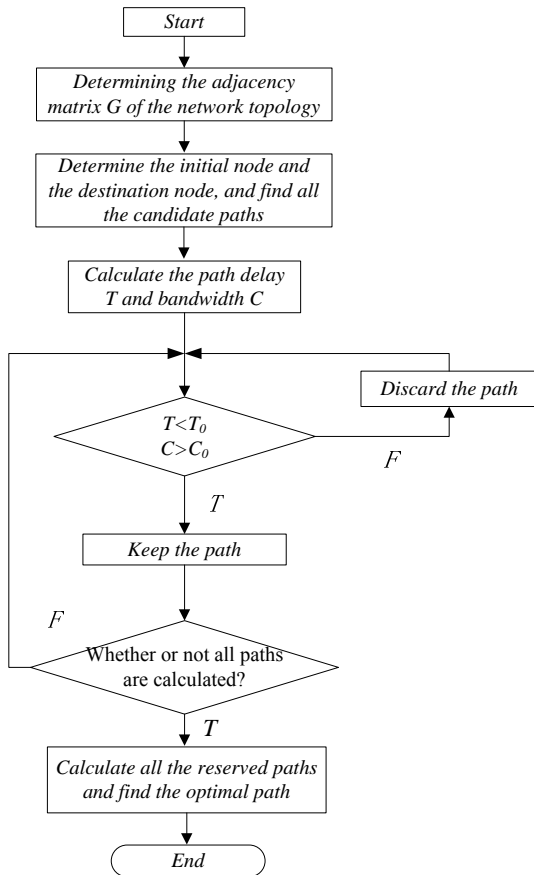 Start
Determining the adjacency
matrix G of the network topology
Determine the initial node and
the destination node, and find all
the candidate paths
Calculate the path delay
T and bandwidth C
Discard the path
T<T₀
C>C₀
F
T
Keep the path
F
Whether or not all paths
are calculated?
T
Calculate all the reserved paths
and find the optimal path
End